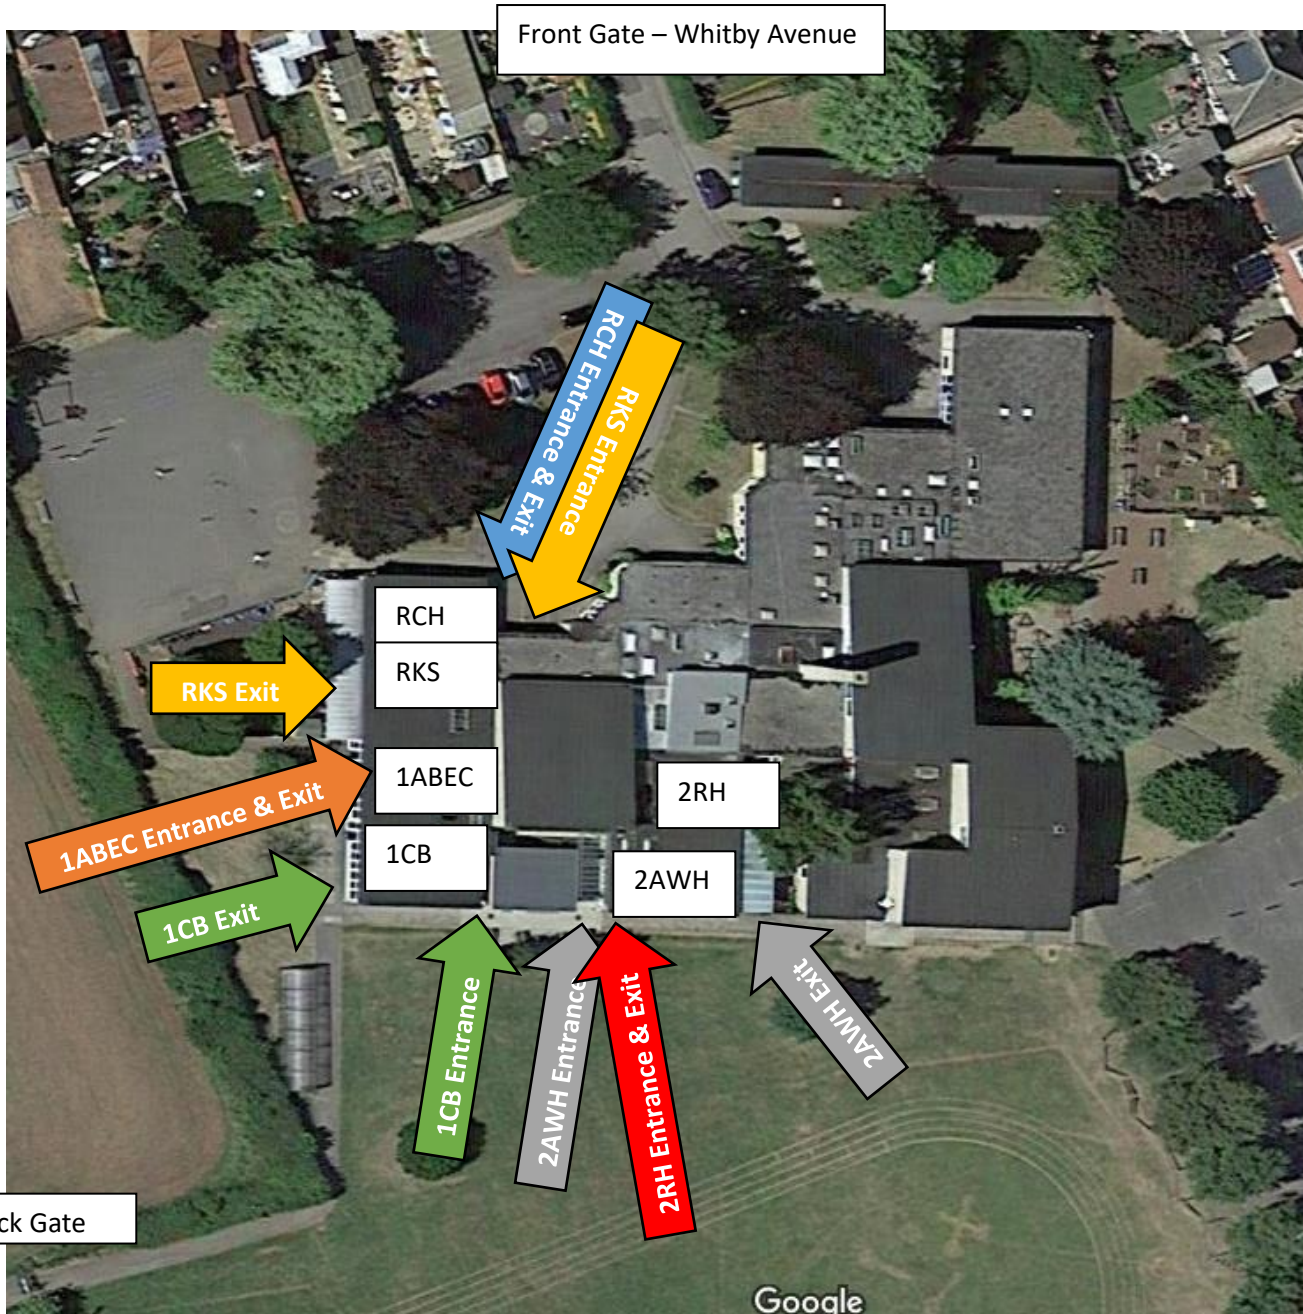 Front Gate – Whitby Avenue
RCH Entrance & Exit
RKS Entrance
RCH
RKS
RKS Exit
1ABEC
1ABEC Entrance & Exit
2RH
1CB
2AWH
1CB Exit
1CB Entrance
2AWH Entrance
2RH Entrance & Exit
2AWH Exit
ck Gate
Google